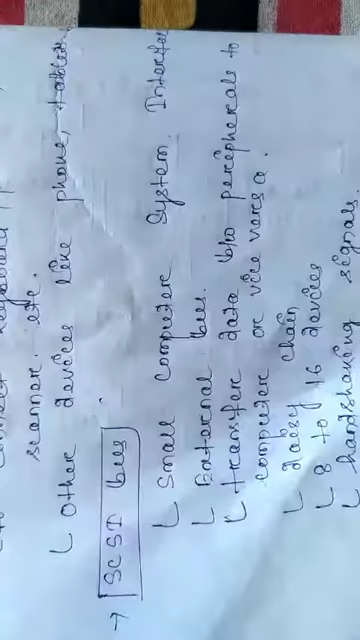 scanner. etc.
└ Other devices like phone, tablets,
→ SCSI bus
└ Small computer System Interface
└ External bus.
└ transfer data b/w peripherals to
computer or vice versa.
└ daisy chain
└ 8 to 16 devices
└ handshaking signals